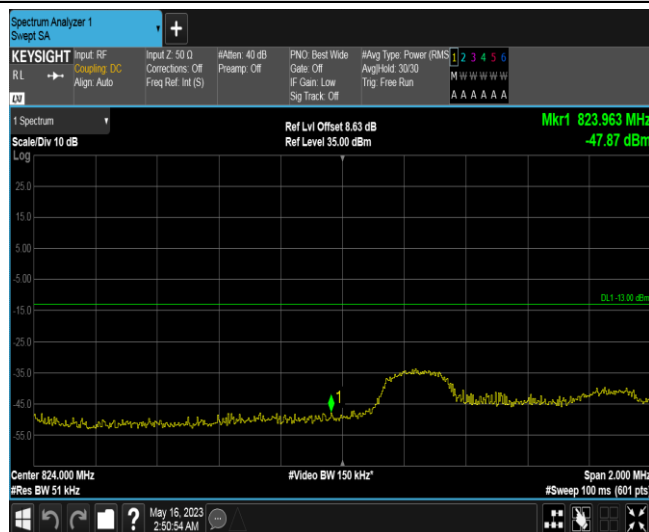 Spectrum Analyzer 1
Swept SA
+
KEYSIGHT
RL
LXI
Input: RF
Coupling: DC
Align: Auto
Input Z: 50 Ω
Corrections: Off
Freq Ref: Int (S)
#Atten: 40 dB
Preamp: Off
PNO: Best Wide
Gate: Off
IF Gain: Low
Sig Track: Off
#Avg Type: Power (RMS
Avg|Hold: 30/30
Trig: Free Run
1 2 3 4 5 6
M W W W W W
A A A A A A
1 Spectrum
Scale/Div 10 dB
Log
Ref Lvl Offset 8.63 dB
Ref Level 35.00 dBm
Mkr1 823.963 MHz
-47.87 dBm
25.0
15.0
5.00
-5.00
DL1 -13.00 dBm
-15.0
-25.0
-35.0
1
-45.0
-55.0
Center 824.000 MHz
#Res BW 51 kHz
#Video BW 150 kHz*
Span 2.000 MHz
#Sweep 100 ms (601 pts)
?
May 16, 2023
2:50:54 AM